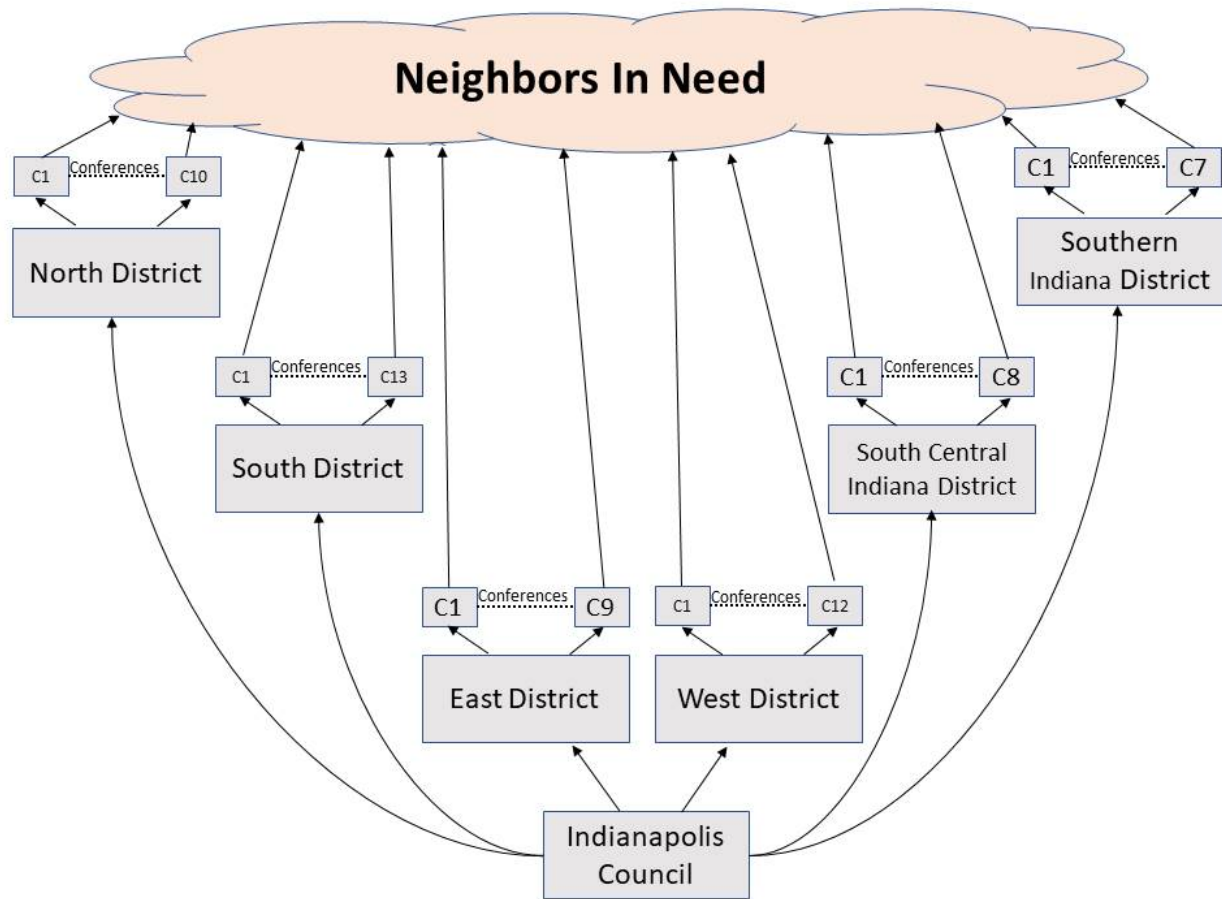 Neighbors In Need
C1 Conferences C10
North District
C1 Conferences C7
Southern
Indiana District
C1 Conferences C13
South District
C1 Conferences C8
South Central
Indiana District
C1 Conferences C9
East District
C1 Conferences C12
West District
Indianapolis
Council